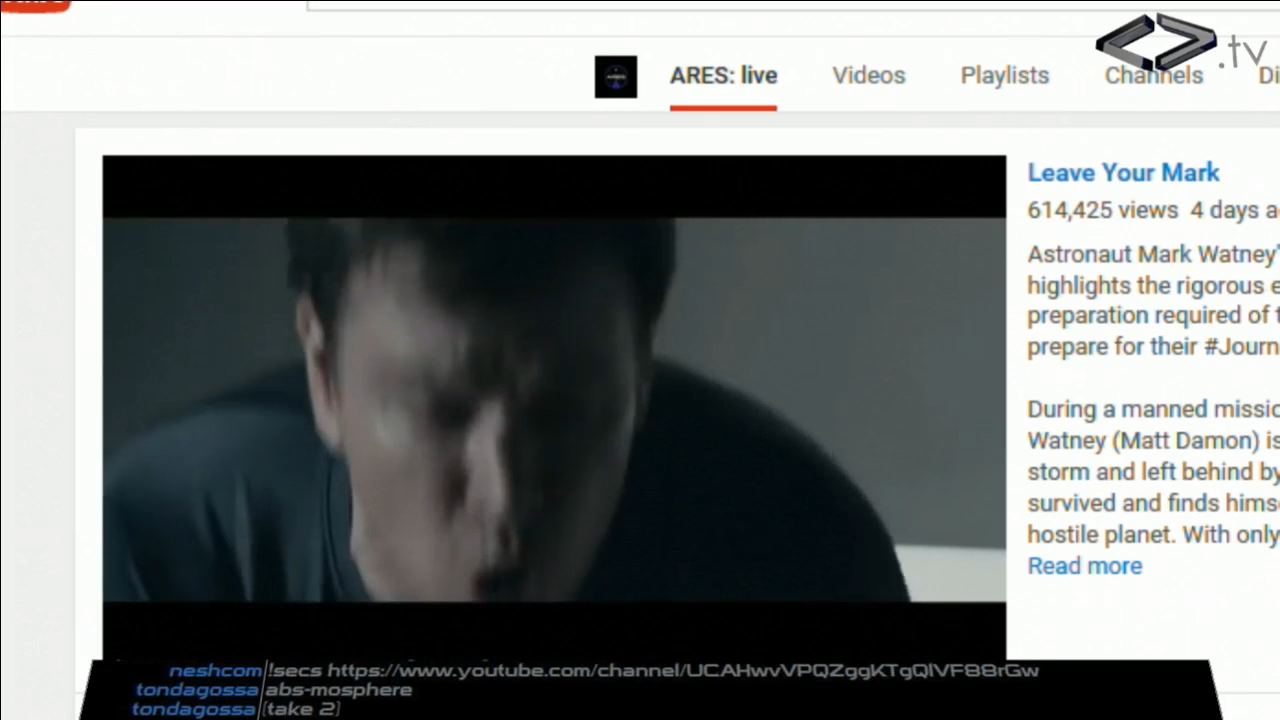 .tv
ARES: live Videos Playlists Channels Di
Leave Your Mark
614,425 views 4 days a
Astronaut Mark Watney'
highlights the rigorous e
preparation required of t
prepare for their #Journ
During a manned missio
Watney (Matt Damon) is
storm and left behind by
survived and finds himse
hostile planet. With only
Read more
neshcom !secs https://www.youtube.com/channel/UCAHwvVPQZggKTgQlVF88rGw
tondagossa abs-mosphere
tondagossa [take 2]